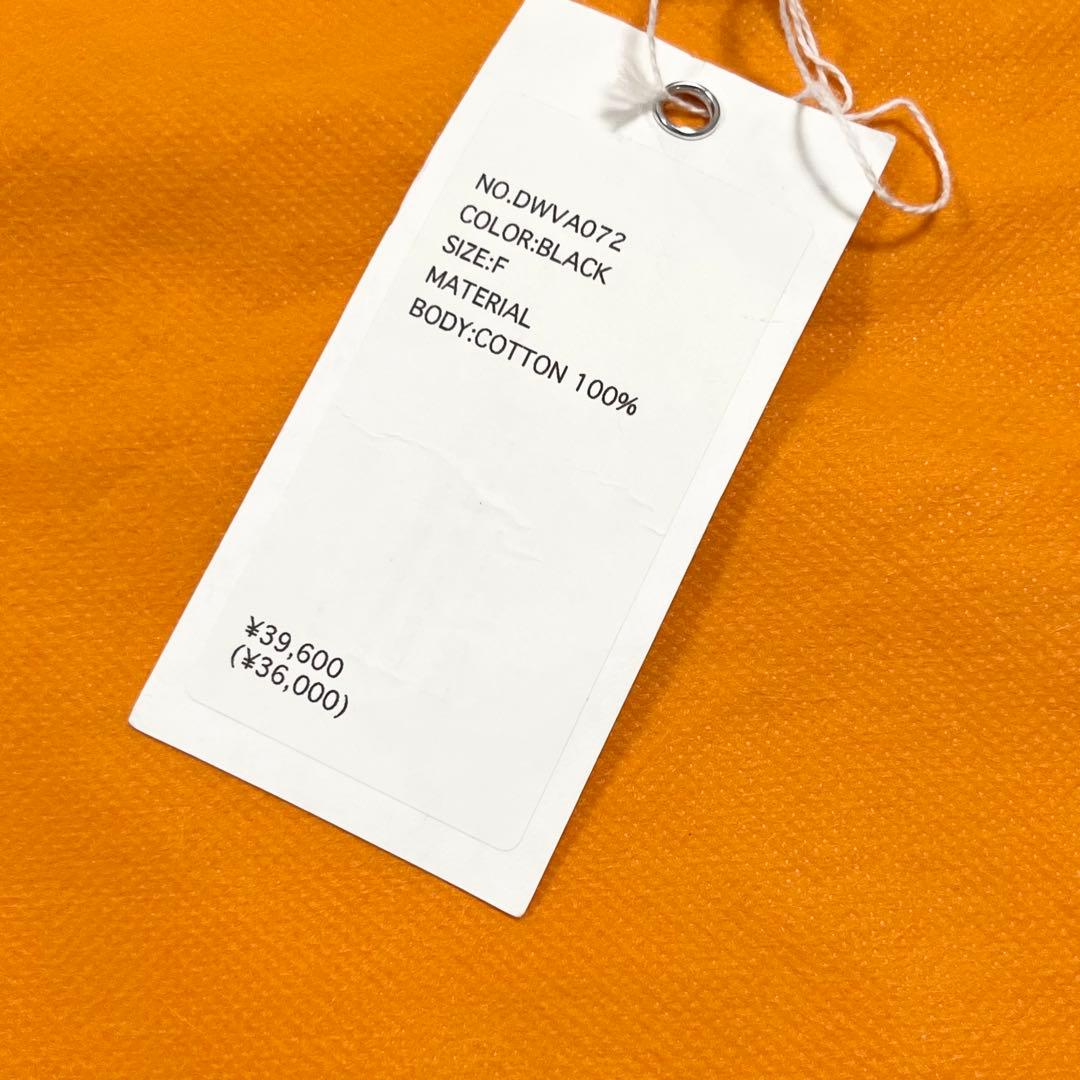 NO.DWVA072
COLOR:BLACK
SIZE:F
MATERIAL
BODY:COTTON 100%
¥39,600
(¥36,000)